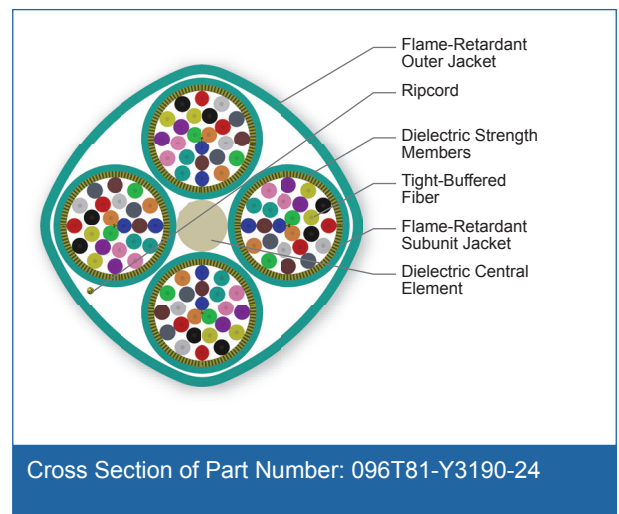 Flame-Retardant
Outer Jacket
Ripcord
Dielectric Strength
Members
Tight-Buffered
Fiber
Flame-Retardant
Subunit Jacket
Dielectric Central
Element
Cross Section of Part Number: 096T81-Y3190-24